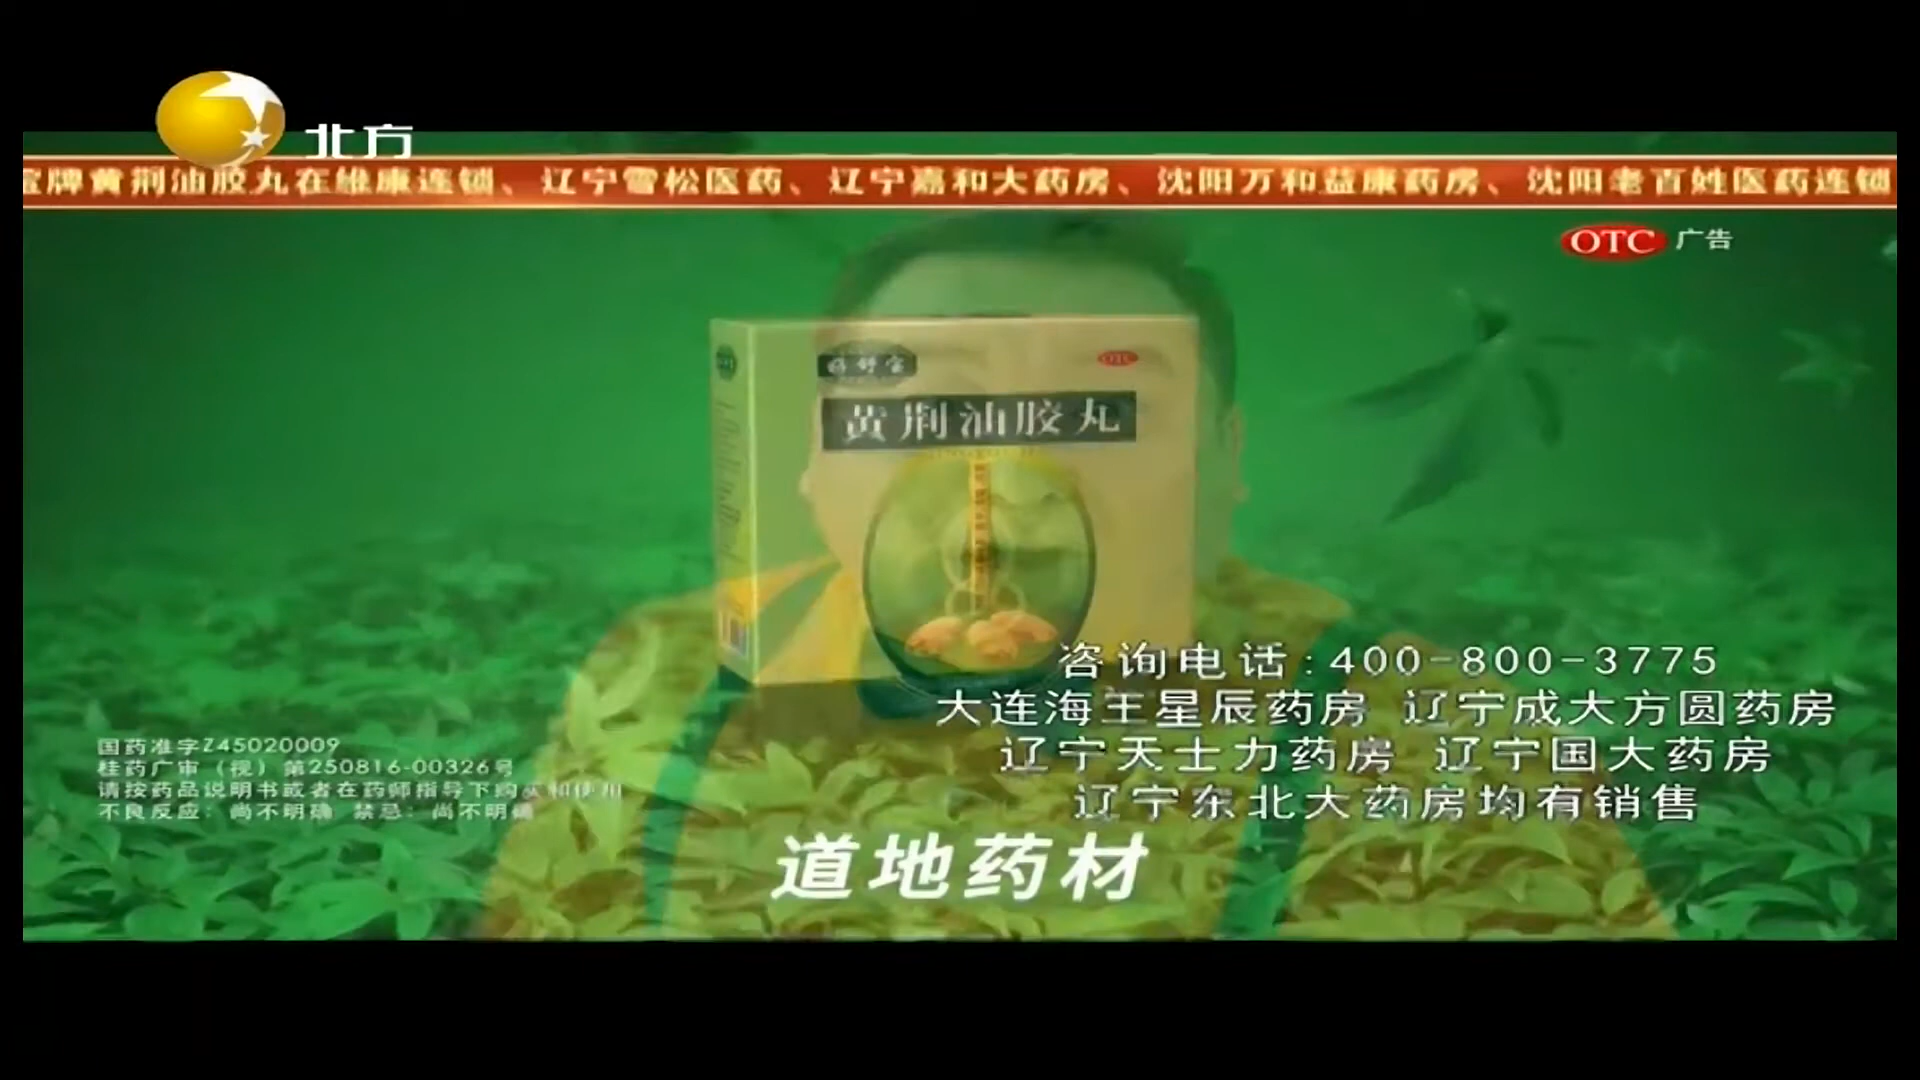 北方
牌黄荆油胶丸在维康连锁、辽宁雪松医药、辽宁嘉和大药房、沈阳万和益康药房、沈阳老百姓医药连锁
OTC 广告
OTC
黄荆油胶丸
咨询电话:400-800-3775
大连海王星辰药房 辽宁成大方圆药房
辽宁天士力药房 辽宁国大药房
辽宁东北大药房均有销售
国药准字Z45020009
桂药广审（视）第250816-00326号
请按药品说明书或者在药师指导下购买和使用
不良反应：尚不明确 禁忌：尚不明确
道地药材